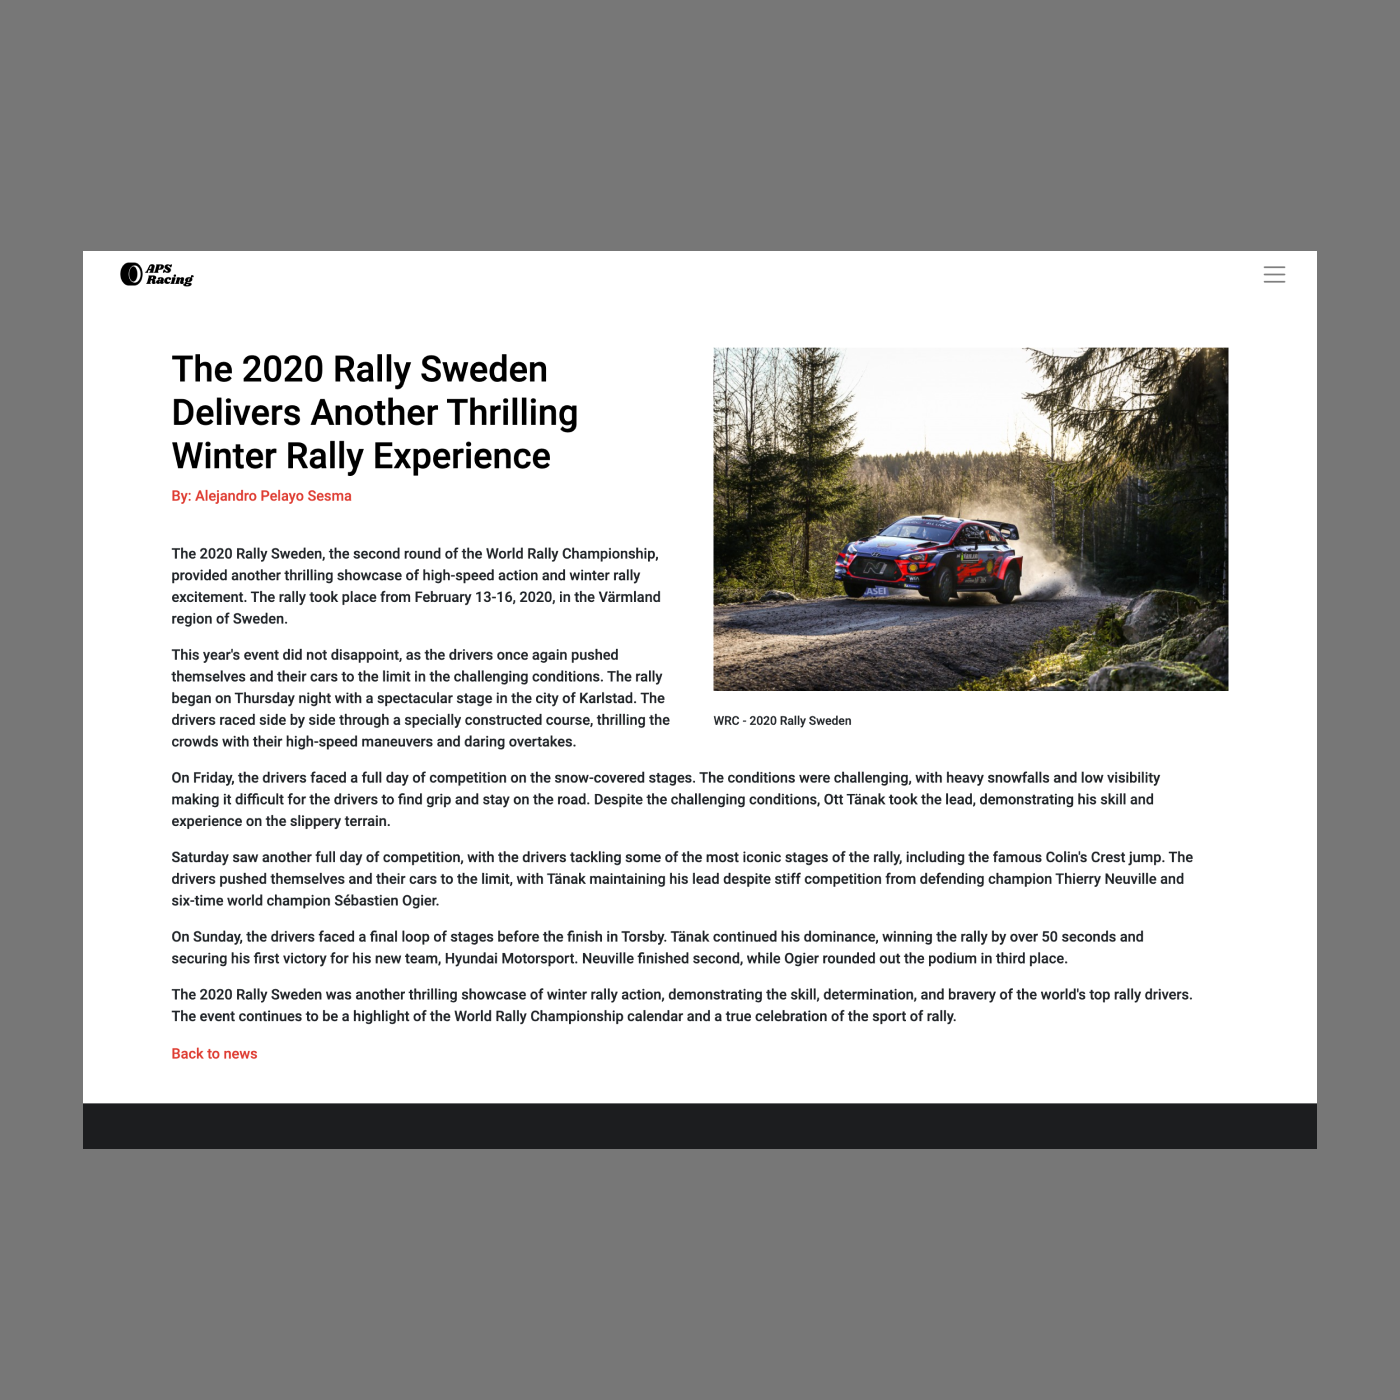 APS
Racing
The 2020 Rally Sweden
Delivers Another Thrilling
Winter Rally Experience
By: Alejandro Pelayo Sesma
The 2020 Rally Sweden, the second round of the World Rally Championship,
provided another thrilling showcase of high-speed action and winter rally
excitement. The rally took place from February 13-16, 2020, in the Värmland
region of Sweden.
This year's event did not disappoint, as the drivers once again pushed
themselves and their cars to the limit in the challenging conditions. The rally
began on Thursday night with a spectacular stage in the city of Karlstad. The
drivers raced side by side through a specially constructed course, thrilling the
crowds with their high-speed maneuvers and daring overtakes.
WRC - 2020 Rally Sweden
On Friday, the drivers faced a full day of competition on the snow-covered stages. The conditions were challenging, with heavy snowfalls and low visibility
making it difficult for the drivers to find grip and stay on the road. Despite the challenging conditions, Ott Tänak took the lead, demonstrating his skill and
experience on the slippery terrain.
Saturday saw another full day of competition, with the drivers tackling some of the most iconic stages of the rally, including the famous Colin's Crest jump. The
drivers pushed themselves and their cars to the limit, with Tänak maintaining his lead despite stiff competition from defending champion Thierry Neuville and
six-time world champion Sébastien Ogier.
On Sunday, the drivers faced a final loop of stages before the finish in Torsby. Tänak continued his dominance, winning the rally by over 50 seconds and
securing his first victory for his new team, Hyundai Motorsport. Neuville finished second, while Ogier rounded out the podium in third place.
The 2020 Rally Sweden was another thrilling showcase of winter rally action, demonstrating the skill, determination, and bravery of the world's top rally drivers.
The event continues to be a highlight of the World Rally Championship calendar and a true celebration of the sport of rally.
Back to news